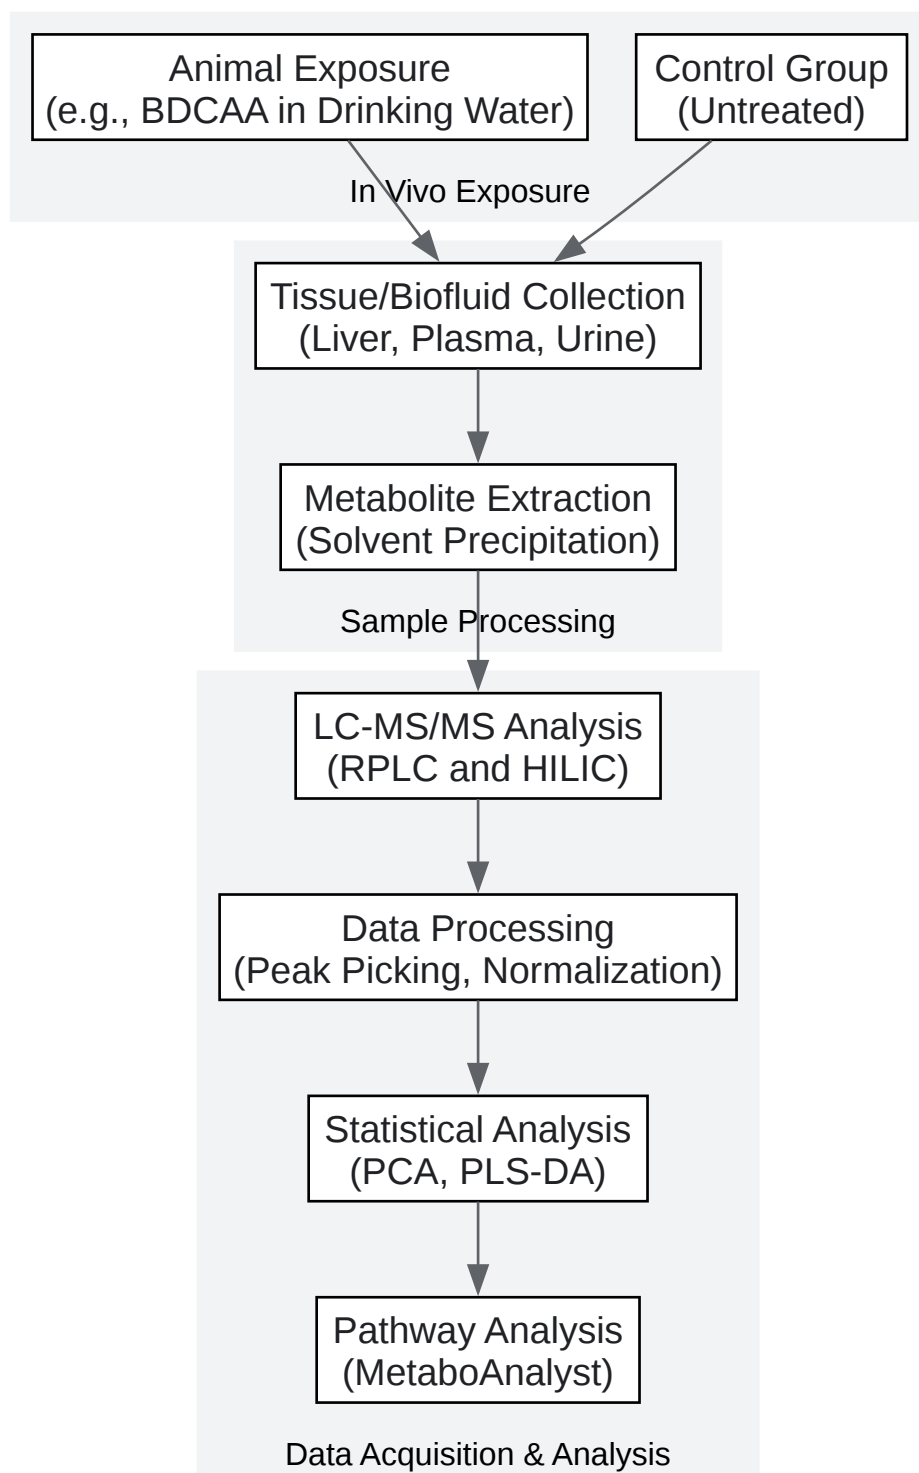 Animal Exposure
(e.g., BDCAA in Drinking Water)
Control Group
(Untreated)
In Vivo Exposure
Tissue/Biofluid Collection
(Liver, Plasma, Urine)
Metabolite Extraction
(Solvent Precipitation)
Sample Processing
LC-MS/MS Analysis
(RPLC and HILIC)
Data Processing
(Peak Picking, Normalization)
Statistical Analysis
(PCA, PLS-DA)
Pathway Analysis
(MetaboAnalyst)
Data Acquisition & Analysis